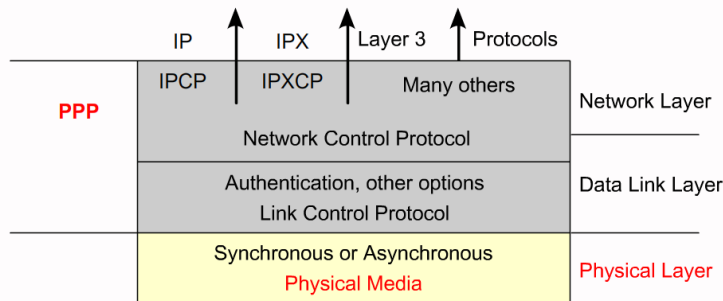 IP IPX Layer 3 Protocols
IPCP IPXCP Many others
Network Layer
PPP
Network Control Protocol
Authentication, other options
Data Link Layer
Link Control Protocol
Synchronous or Asynchronous
Physical Layer
Physical Media